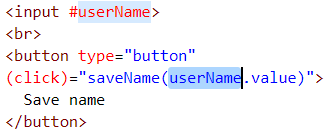 <input #userName>
<br>
<button type="button"
(click)="saveName(userName.value)">
  Save name
</button>